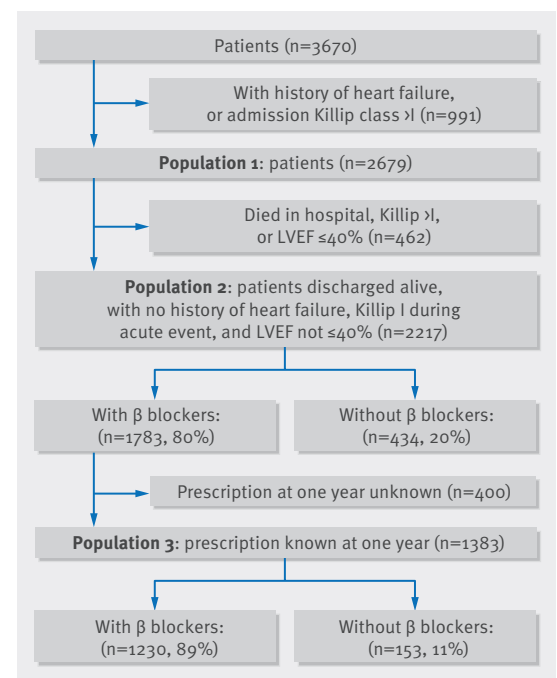 Patients (n=3670)
With history of heart failure,
or admission Killip class >I (n=991)
Population 1: patients (n=2679)
Died in hospital, Killip >I,
or LVEF ≤40% (n=462)
Population 2: patients discharged alive,
with no history of heart failure, Killip I during
acute event, and LVEF not ≤40% (n=2217)
With β blockers:
(n=1783, 80%)
Without β blockers:
(n=434, 20%)
Prescription at one year unknown (n=400)
Population 3: prescription known at one year (n=1383)
With β blockers:
(n=1230, 89%)
Without β blockers:
(n=153, 11%)